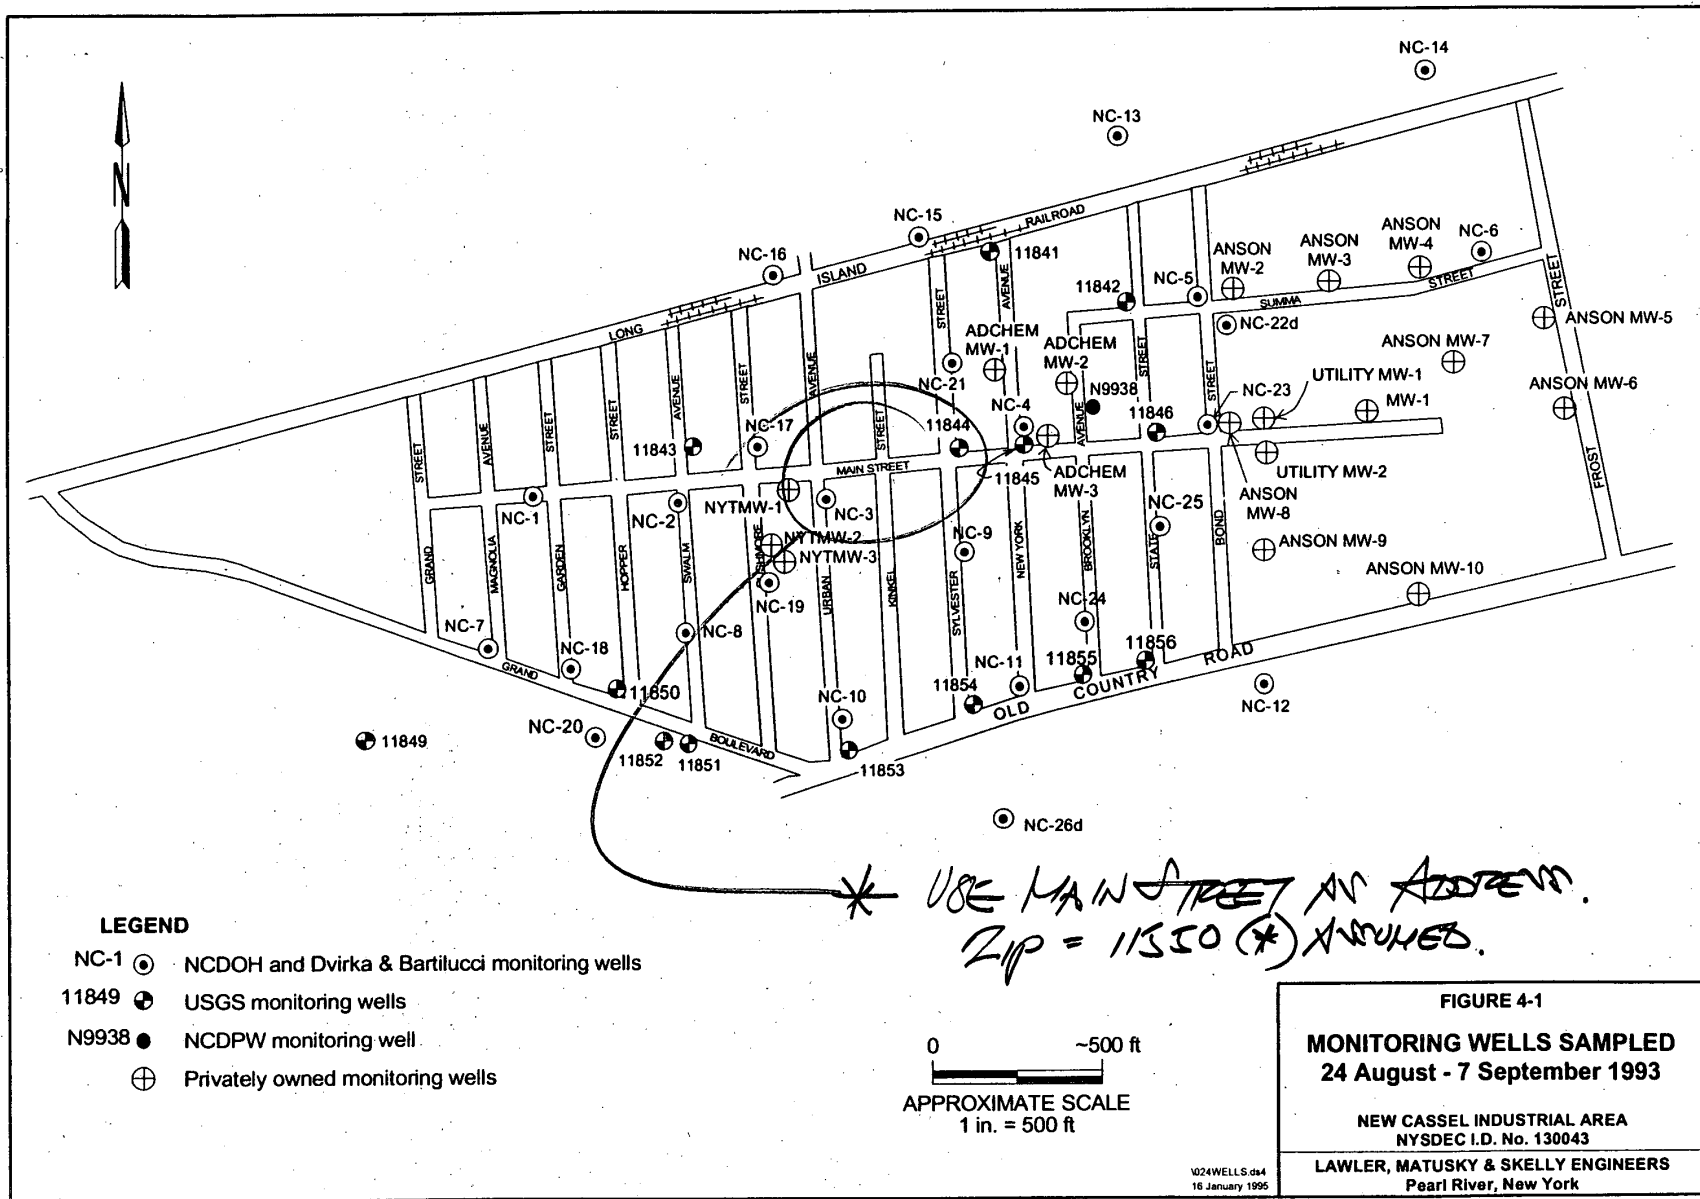 NC-14
NC-13
N
NC-15
RAILROAD
NC-16
ISLAND
11841
ANSON MW-2
ANSON MW-3
ANSON MW-4
NC-6
NC-5
11842
STREET
SUMMA
STREET
LONG
AVENUE
STREET
ADCHEM MW-1
ADCHEM MW-2
NC-22d
ANSON MW-5
ANSON MW-7
STREET
STREET
UTILITY MW-1
NC-23
MW-1
ANSON MW-6
N9938
NC-21
NC-4
11846
11844
AVENUE
STREET
AVENUE
STREET
STREET
AVENUE
STREET
AVENUE
STREET
NC-17
11843
MAIN STREET
11845
ADCHEM MW-3
UTILITY MW-2
ANSON MW-8
FROST
NC-1
NC-2
NYTMW-1
NC-3
NC-25
NYTMW-2
NYTMW-3
NC-9
ANSON MW-9
ANSON MW-10
GRAND
MAGNOLIA
GARDEN
HOPPER
SWALM
URBAN
KINKEL
SYLVESTER
NEW YORK
BROOKLYN
STATE
BOND
NC-19
NC-24
NC-7
NC-8
NC-18
GRAND
NC-11
11855
11856
ROAD
COUNTRY
OLD
11850
NC-10
11854
NC-12
11849
NC-20
11852
11851
BOULEVARD
11853
NC-26d
* USE MAIN STREET AS ADDRESS.
ZIP = 11550 (*) ASSUMED.
LEGEND
NC-1 NCDOH and Dvirka & Bartilucci monitoring wells
11849 USGS monitoring wells
N9938 NCDPW monitoring well
Privately owned monitoring wells
0 ~500 ft
APPROXIMATE SCALE
1 in. = 500 ft
\024WELLS.ds4
16 January 1995
FIGURE 4-1
MONITORING WELLS SAMPLED
24 August - 7 September 1993
NEW CASSEL INDUSTRIAL AREA
NYSDEC I.D. No. 130043
LAWLER, MATUSKY & SKELLY ENGINEERS
Pearl River, New York